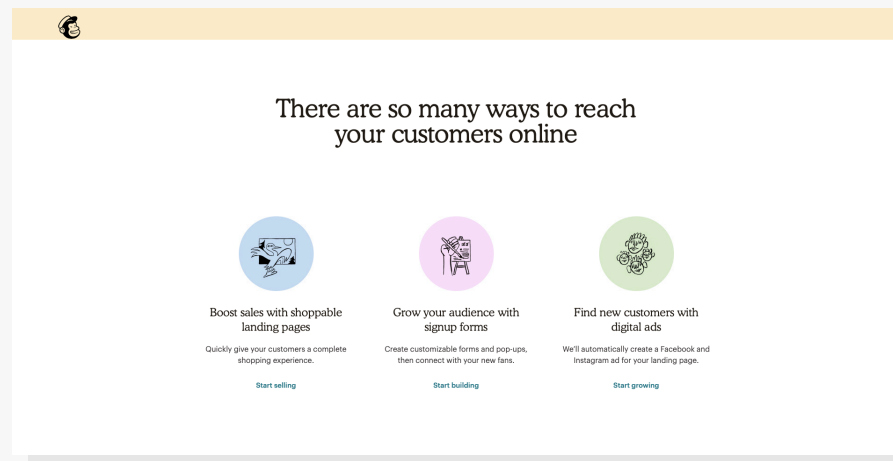 There are so many ways to reach
your customers online
Boost sales with shoppable
landing pages
Quickly give your customers a complete
shopping experience.
Start selling
Grow your audience with
signup forms
Create customizable forms and pop-ups,
then connect with your new fans.
Start building
Find new customers with
digital ads
We'll automatically create a Facebook and
Instagram ad for your landing page.
Start growing